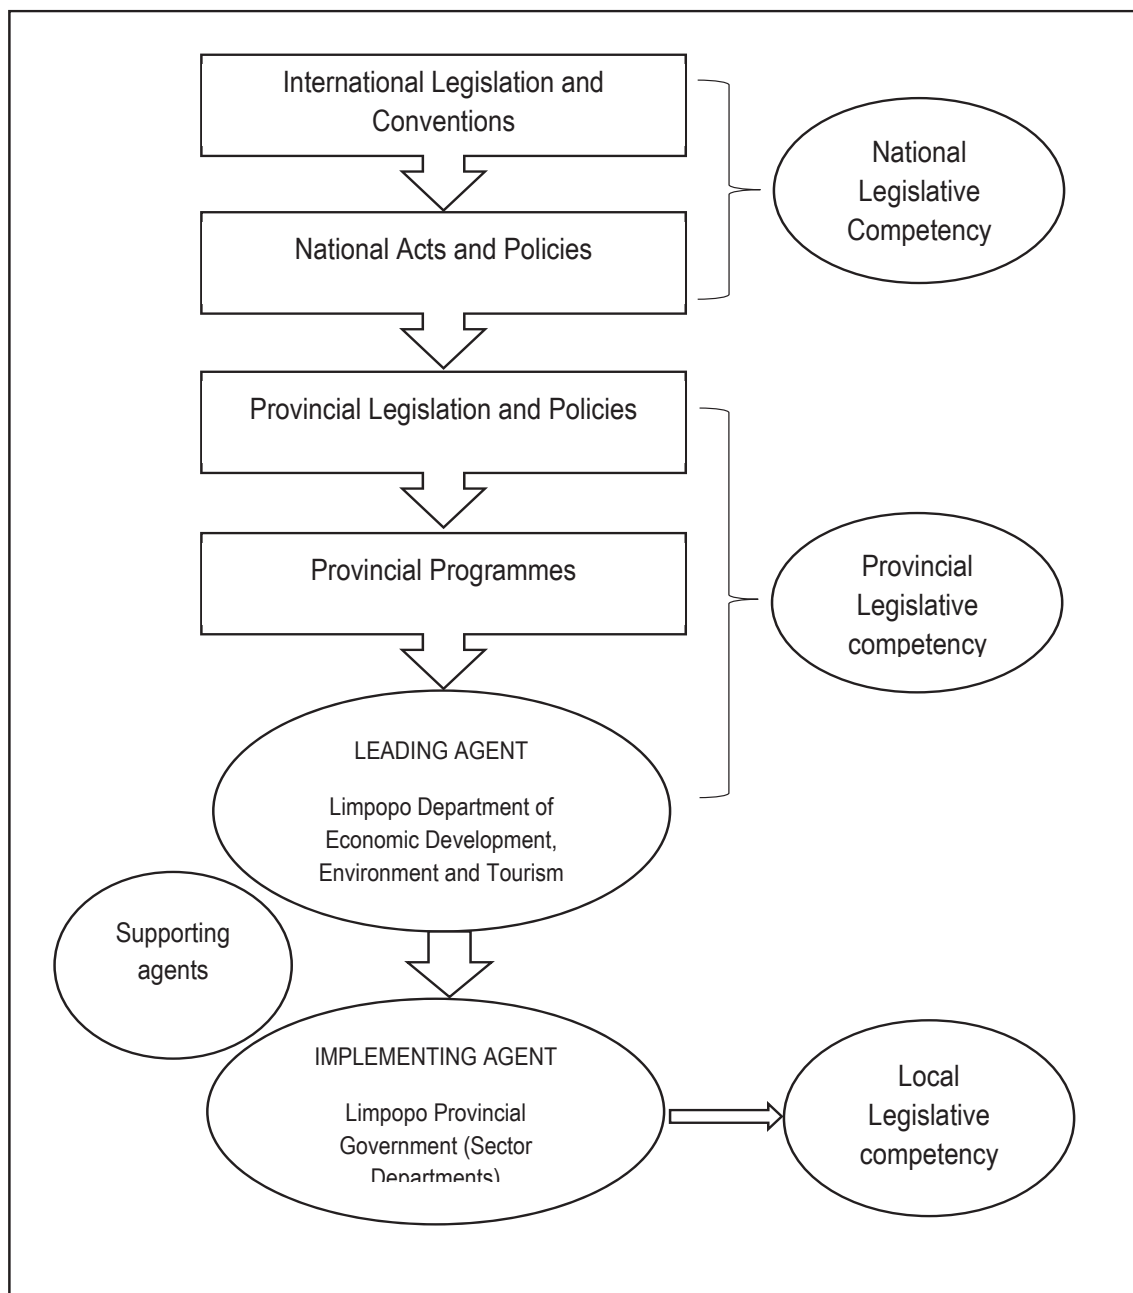 International Legislation and
Conventions
National
Legislative
Competency
National Acts and Policies
Provincial Legislation and Policies
Provincial Programmes
Provincial
Legislative
competency
LEADING AGENT
Limpopo Department of
Economic Development,
Environment and Tourism
Supporting
agents
IMPLEMENTING AGENT
Limpopo Provincial
Government (Sector
Departments)
Local
Legislative
competency